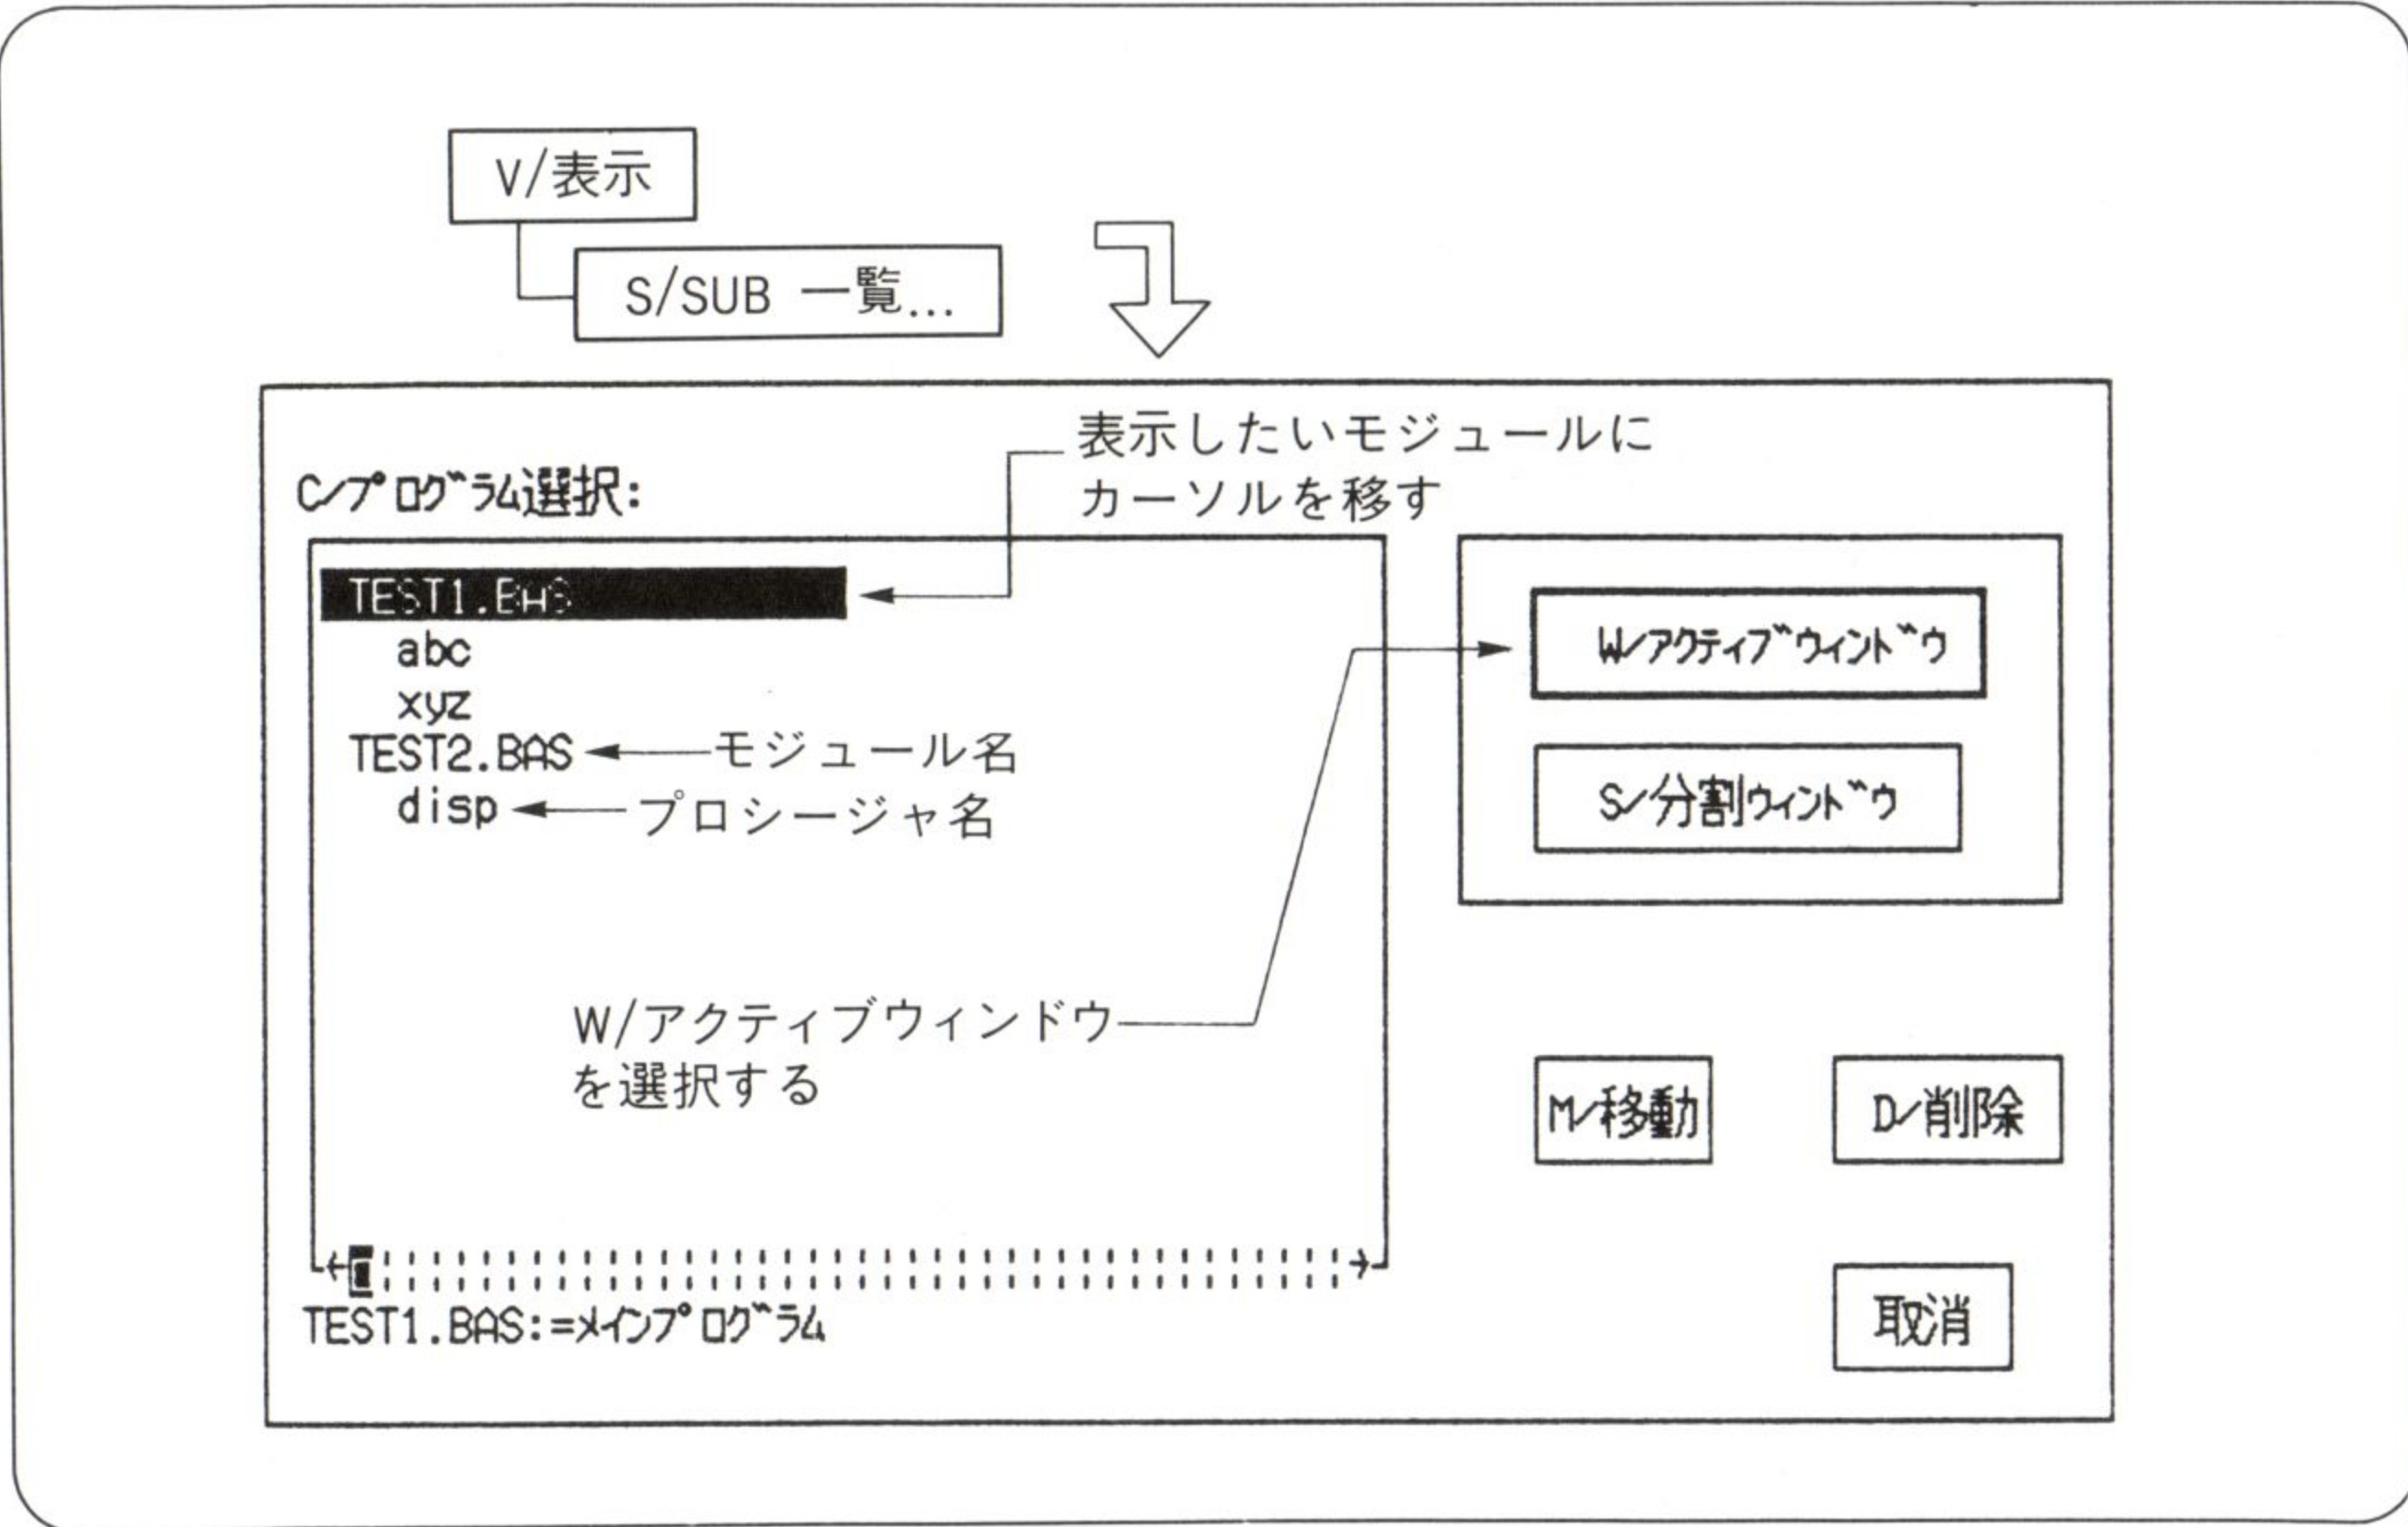 V/表示
S/SUB 一覧...
表示したいモジュールに
カーソルを移す
C/プログラム選択:
TEST1.BAS
abc
xyz
TEST2.BAS
モジュール名
disp
プロシージャ名
W/アクティブウィンドウ
を選択する
W/アクティブウィンドウ
S/分割ウィンドウ
M/移動
D/削除
取消
TEST1.BAS:=メインプログラム